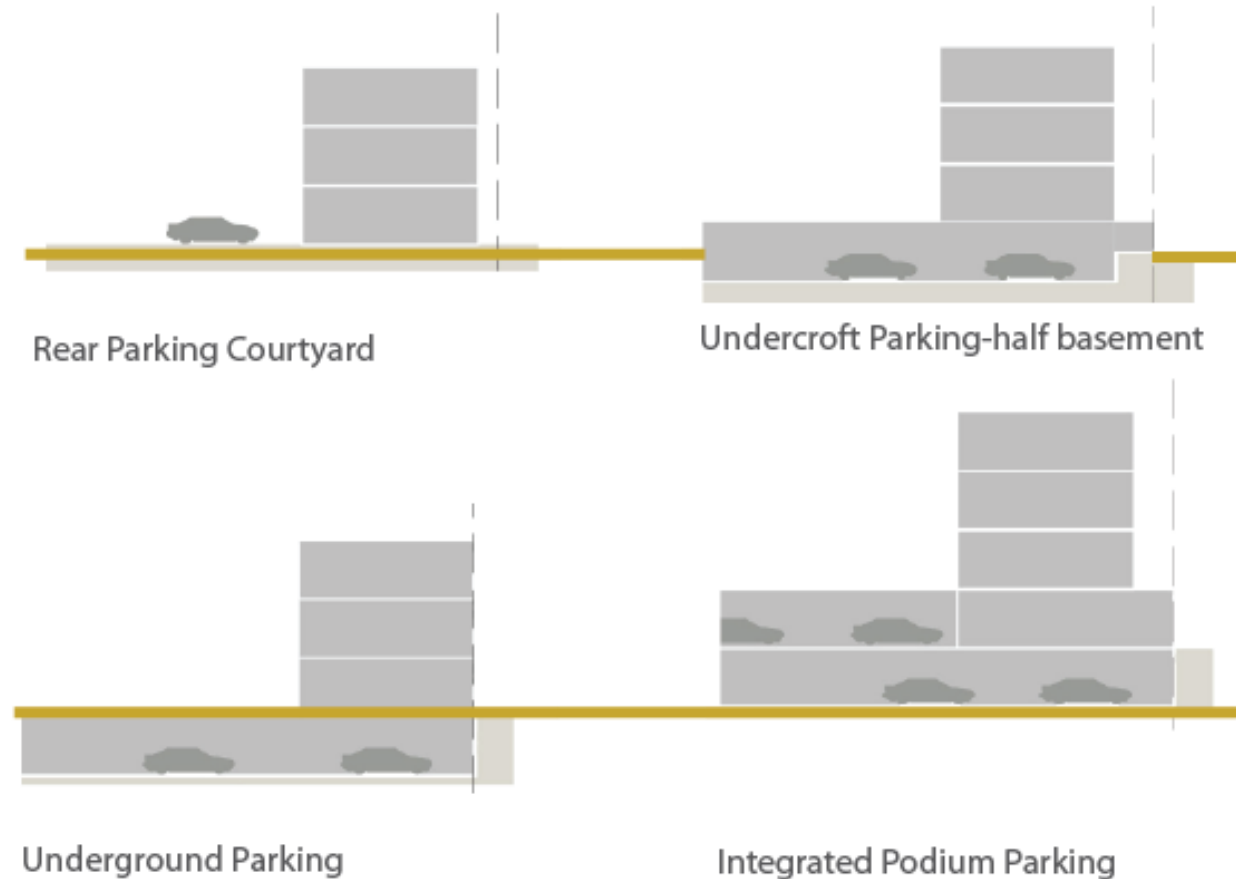 Rear Parking Courtyard
Undercroft Parking-half basement
Underground Parking
Integrated Podium Parking